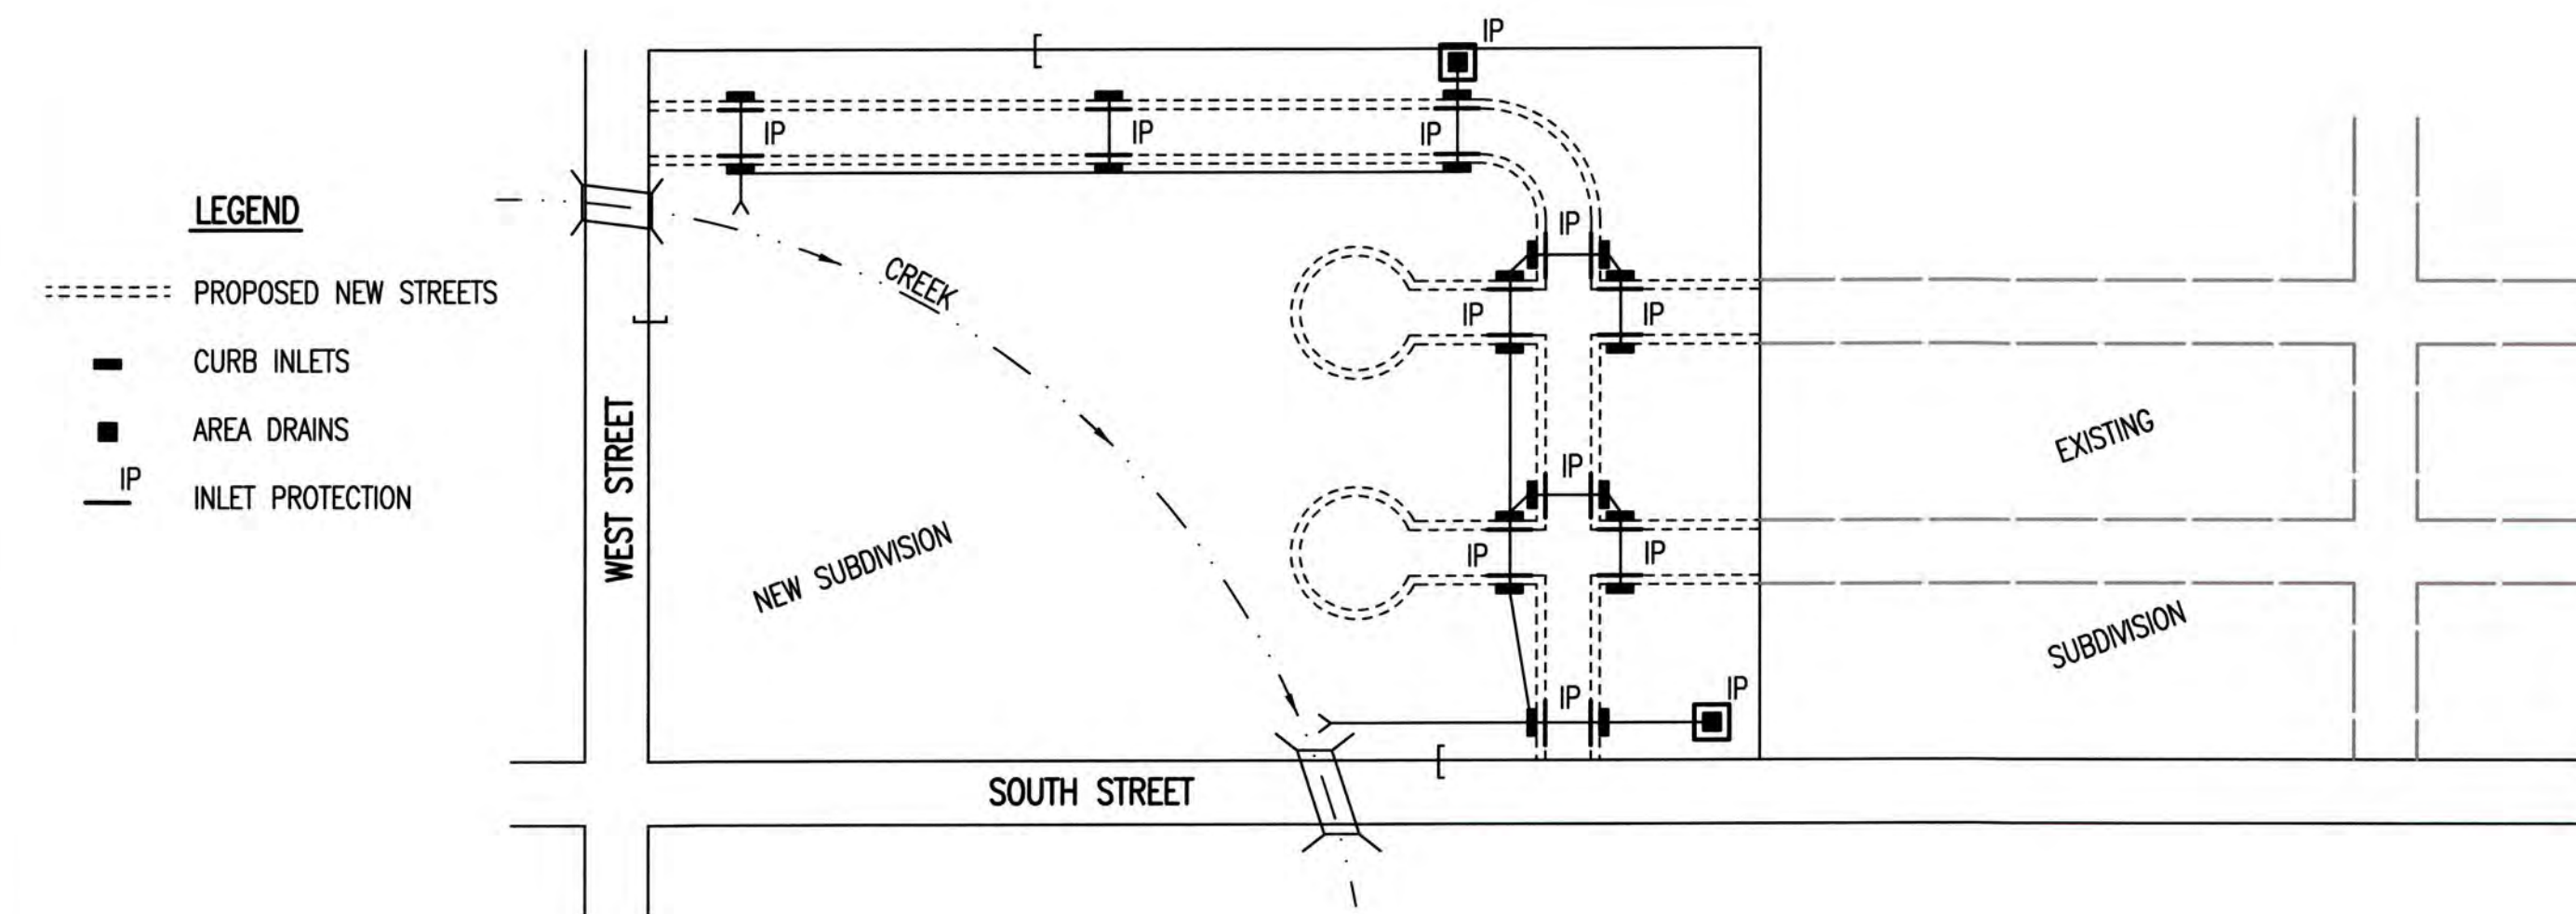 LEGEND
PROPOSED NEW STREETS
CURB INLETS
AREA DRAINS
IP
INLET PROTECTION
IP
IP
IP
IP
IP
IP
IP
IP
IP
IP
IP
IP
IP
CREEK
WEST STREET
NEW SUBDIVISION
EXISTING
SUBDIVISION
SOUTH STREET